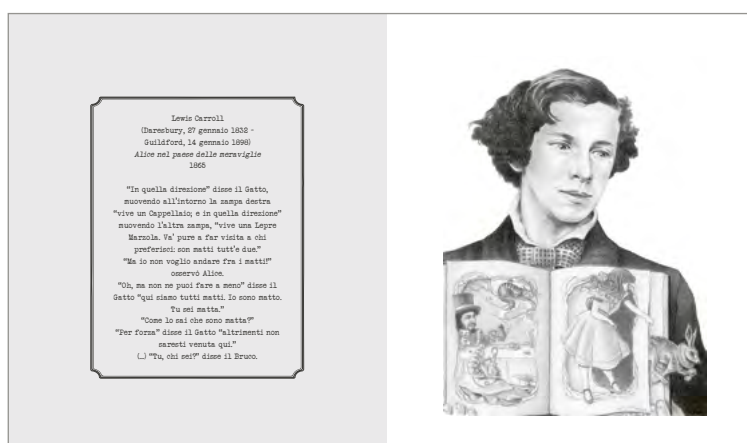 Lewis Carroll
(Daresbury, 27 gennaio 1832 -
Guildford, 14 gennaio 1898)
Alice nel paese delle meraviglie
1865
"In quella direzione" disse il Gatto,
muovendo all'intorno la zampa destra
"vive un Cappellaio; e in quella direzione"
muovendo l'altra zampa, "vive una Lepre
Marzola. Va' pure a far visita a chi
preferisci: son matti tutt'e due."
"Ma io non voglio andare fra i matti!"
osservò Alice.
"Oh, ma non ne puoi fare a meno" disse il
Gatto "qui siamo tutti matti. Io sono matto.
Tu sei matta."
"Come lo sai che sono matta?"
"Per forza" disse il Gatto "altrimenti non
saresti venuta qui."
(…) "Tu, chi sei?" disse il Bruco.